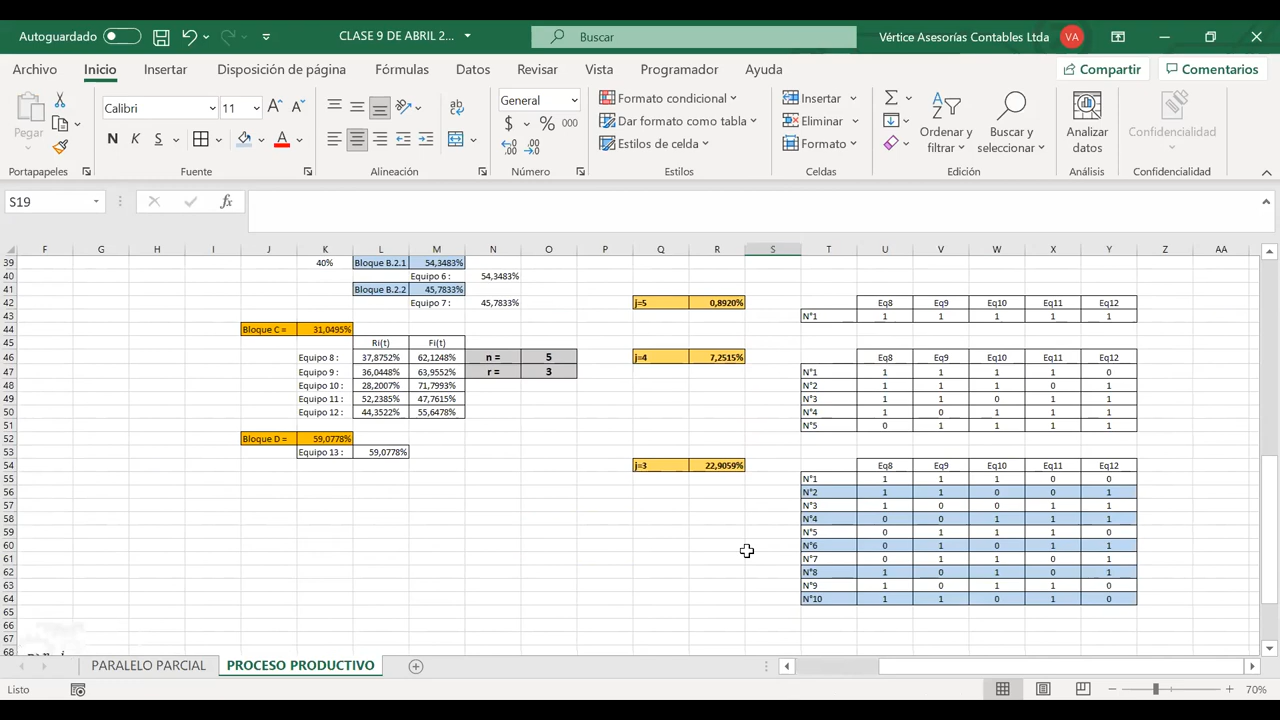 Autoguardado CLASE 9 DE ABRIL 2... Buscar Vértice Asesorías Contables Ltda VA
Archivo Inicio Insertar Disposición de página Fórmulas Datos Revisar Vista Programador Ayuda Compartir Comentarios
Calibri 11 General Formato condicional Insertar
Pegar N K S A $ % 000 Dar formato como tabla Eliminar Ordenar y filtrar Buscar y seleccionar Analizar datos Confidencialidad
Estilos de celda Formato
Portapapeles Fuente Alineación Número Estilos Celdas Edición Análisis Confidencialidad
S19 fx
F G H I J K L M N O P Q R S T U V W X Y Z AA
39 40% Bloque B.2.1 54,3483%
40 Equipo 6 : 54,3483%
41 Bloque B.2.2 45,7833%
42 Equipo 7 : 45,7833% j=5 0,8920% Eq8 Eq9 Eq10 Eq11 Eq12
43 N°1 1 1 1 1 1
44 Bloque C = 31,0495%
45 Ri(t) Fi(t)
46 Equipo 8 : 37,8752% 62,1248% n = 5 j=4 7,2515% Eq8 Eq9 Eq10 Eq11 Eq12
47 Equipo 9 : 36,0448% 63,9552% r = 3 N°1 1 1 1 1 0
48 Equipo 10 : 28,2007% 71,7993% N°2 1 1 1 0 1
49 Equipo 11 : 52,2385% 47,7615% N°3 1 1 0 1 1
50 Equipo 12 : 44,3522% 55,6478% N°4 1 0 1 1 1
51 N°5 0 1 1 1 1
52 Bloque D = 59,0778%
53 Equipo 13 : 59,0778%
54 j=3 22,9059% Eq8 Eq9 Eq10 Eq11 Eq12
55 N°1 1 1 1 0 0
56 N°2 1 1 0 0 1
57 N°3 1 0 0 1 1
58 N°4 0 0 1 1 1
59 N°5 0 1 1 1 0
60 N°6 0 1 0 1 1
61 N°7 0 1 1 0 1
62 N°8 1 0 1 0 1
63 N°9 1 0 1 1 0
64 N°10 1 1 0 1 0
65
66
67
68
PARALELO PARCIAL PROCESO PRODUCTIVO
Listo 70%